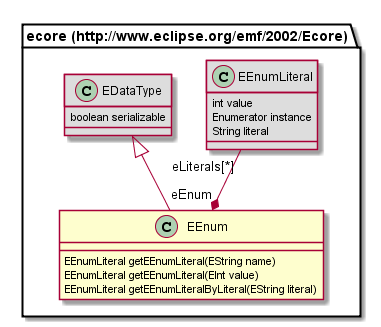 ecore (http://www.eclipse.org/emf/2002/Ecore)
C EDataType
boolean serializable
C EEnumLiteral
int value
Enumerator instance
String literal
eLiterals[*]
eEnum
C EEnum
EEnumLiteral getEEnumLiteral(EString name)
EEnumLiteral getEEnumLiteral(EInt value)
EEnumLiteral getEEnumLiteralByLiteral(EString literal)